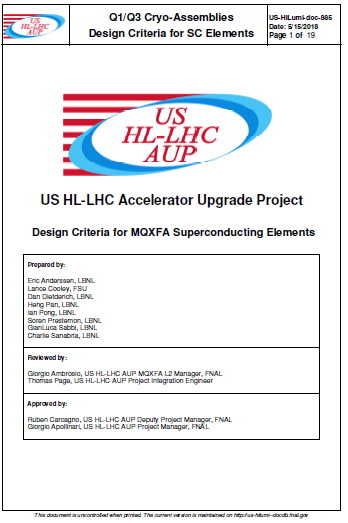 US
HL-LHC
AUP
Q1/Q3 Cryo-Assemblies
Design Criteria for SC Elements
US-HiLumi-doc-885
Date: 5/15/2018
Page 1 of 19
US
HL-LHC
AUP
US HL-LHC Accelerator Upgrade Project
Design Criteria for MQXFA Superconducting Elements
Prepared by:
Eric Anderssen, LBNL
Lance Cooley, FSU
Dan Dietderich, LBNL
Heng Pan, LBNL
Ian Pong, LBNL
Soren Prestemon, LBNL
GianLuca Sabbi, LBNL
Charlie Sanabria, LBNL
Reviewed by:
Giorgio Ambrosio, US HL-LHC AUP MQXFA L2 Manager, FNAL
Thomas Page, US HL-LHC AUP Project Integration Engineer
Approved by:
Ruben Carcagno, US HL-LHC AUP Deputy Project Manager, FNAL
Giorgio Apollinari, US HL-LHC AUP Project Manager, FNAL
This document is uncontrolled when printed. The current version is maintained on http://us-hilumi--docdb.fnal.gov